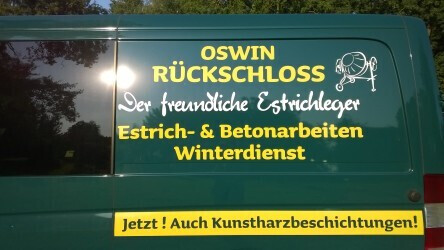 OSWIN
RÜCKSCHLOSS
Der freundliche Estrichleger
Estrich- & Betonarbeiten
Winterdienst
Jetzt ! Auch Kunstharzbeschichtungen!